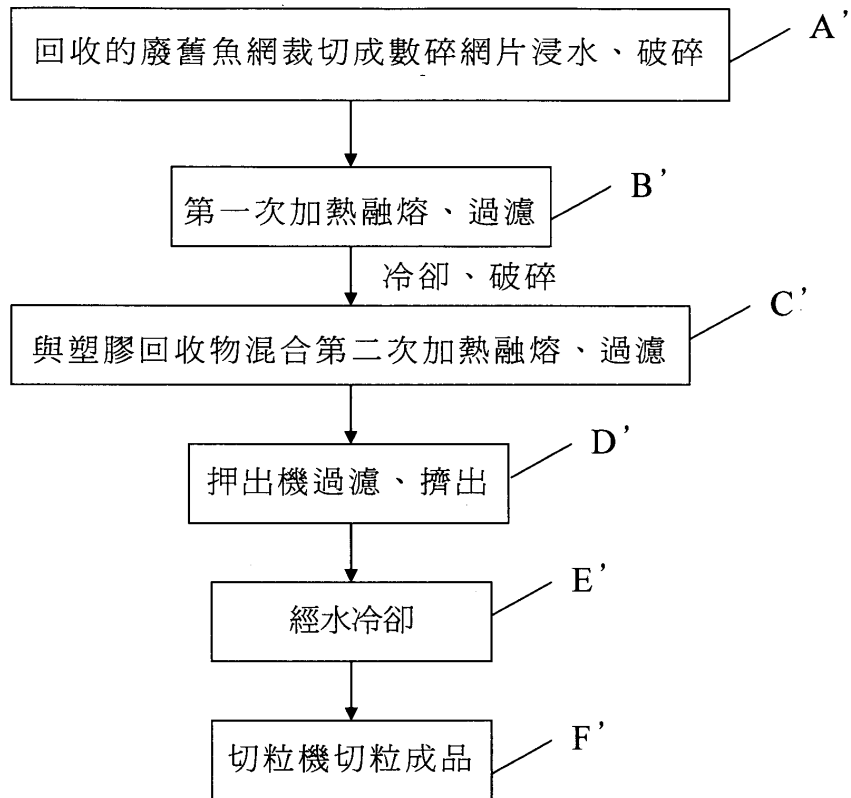 回收的廢舊魚網裁切成數碎網片浸水、破碎
A’
第一次加熱融熔、過濾
B’
冷卻、破碎
與塑膠回收物混合第二次加熱融熔、過濾
C’
押出機過濾、擠出
D’
經水冷卻
E’
切粒機切粒成品
F’